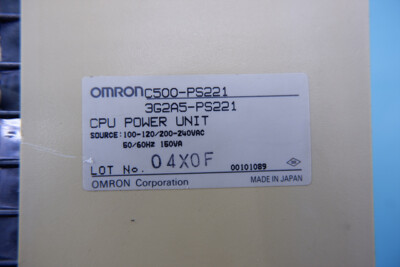 OMRON C500-PS221
3G2A5-PS221
CPU POWER UNIT
SOURCE:100-120/200-240VAC
50/60HZ 150VA
LOT No. 04X0F 00101089
OMRON Corporation MADE IN JAPAN